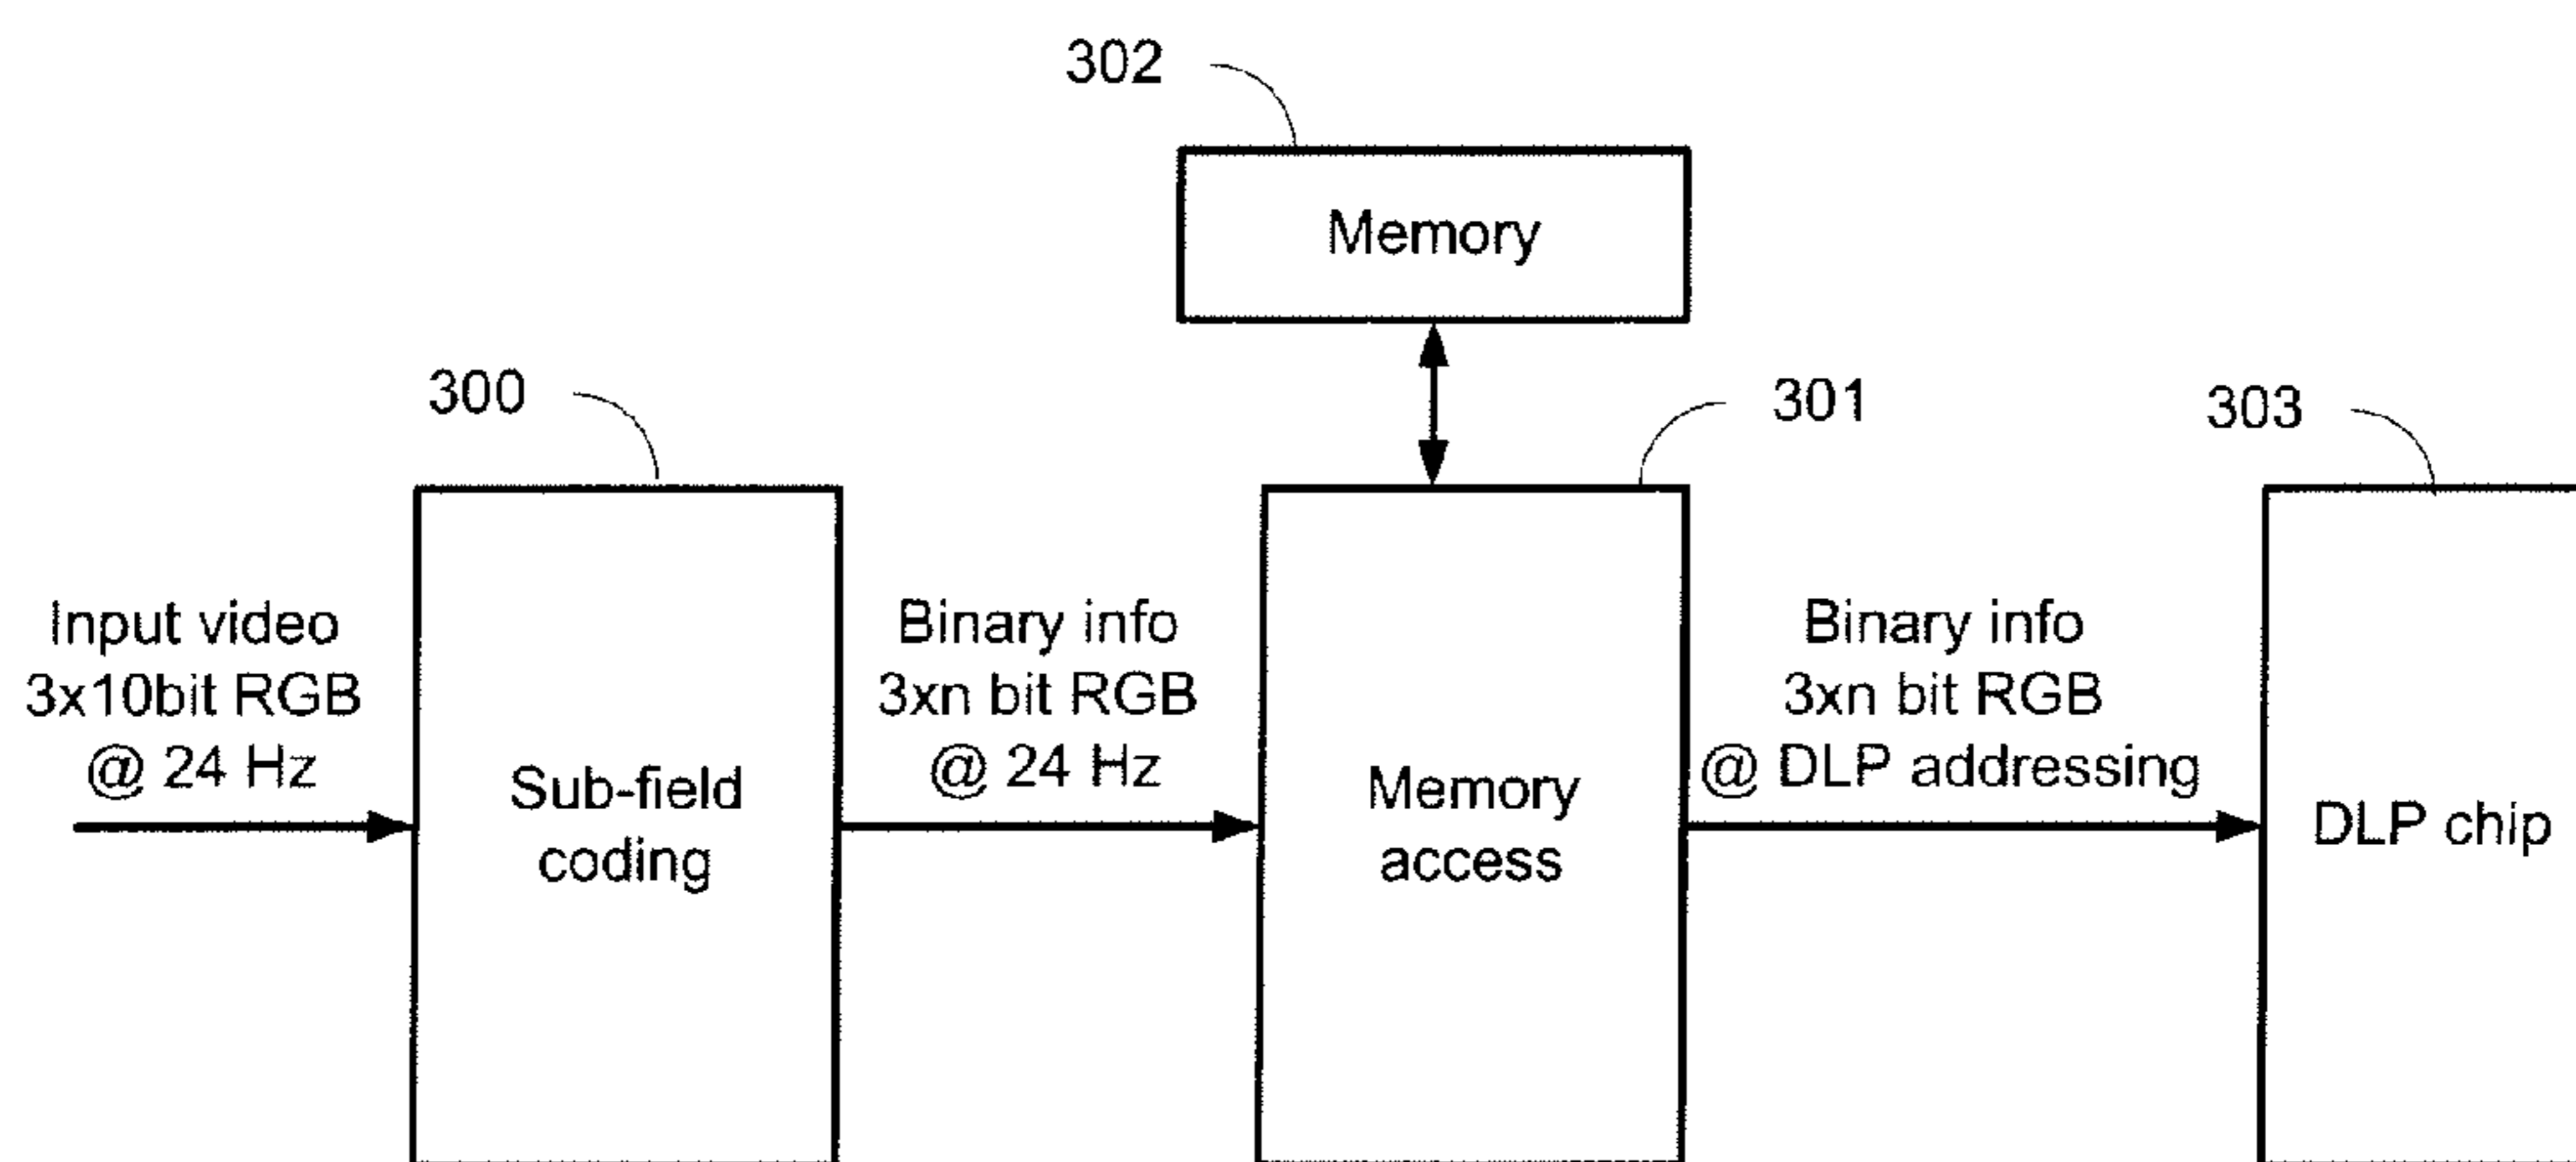 302
Memory
300
301
303
Input video
3x10bit RGB
@ 24 Hz
Sub-field
coding
Binary info
3xn bit RGB
@ 24 Hz
Memory
access
Binary info
3xn bit RGB
@ DLP addressing
DLP chip